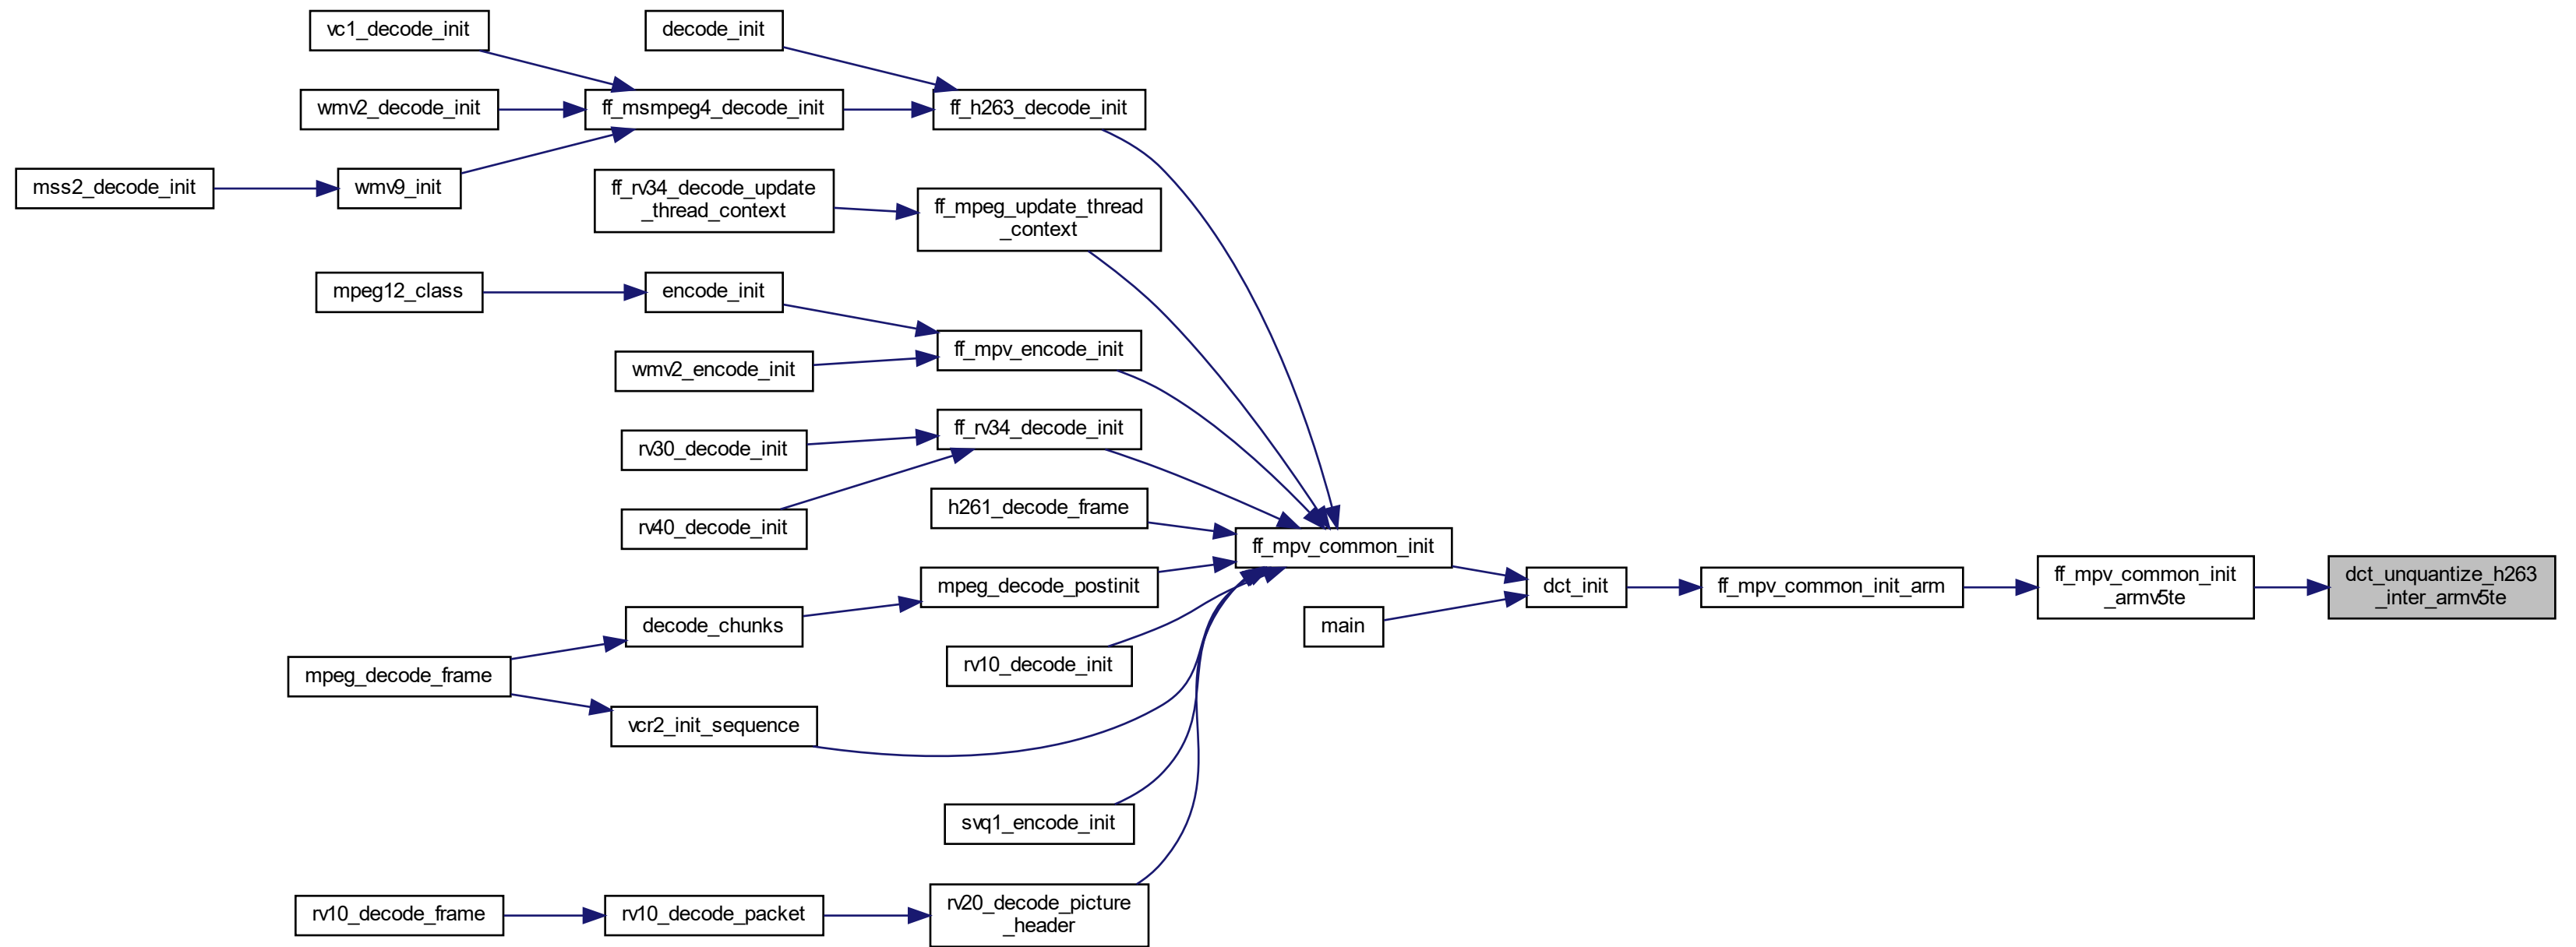 vc1_decode_init
decode_init
wmv2_decode_init
ff_msmpeg4_decode_init
ff_h263_decode_init
mss2_decode_init
wmv9_init
ff_rv34_decode_update
_thread_context
ff_mpeg_update_thread
_context
mpeg12_class
encode_init
ff_mpv_encode_init
wmv2_encode_init
ff_rv34_decode_init
rv30_decode_init
h261_decode_frame
rv40_decode_init
ff_mpv_common_init
mpeg_decode_postinit
dct_init
ff_mpv_common_init_arm
ff_mpv_common_init
_armv5te
dct_unquantize_h263
_inter_armv5te
decode_chunks
main
rv10_decode_init
mpeg_decode_frame
vcr2_init_sequence
svq1_encode_init
rv10_decode_frame
rv10_decode_packet
rv20_decode_picture
_header